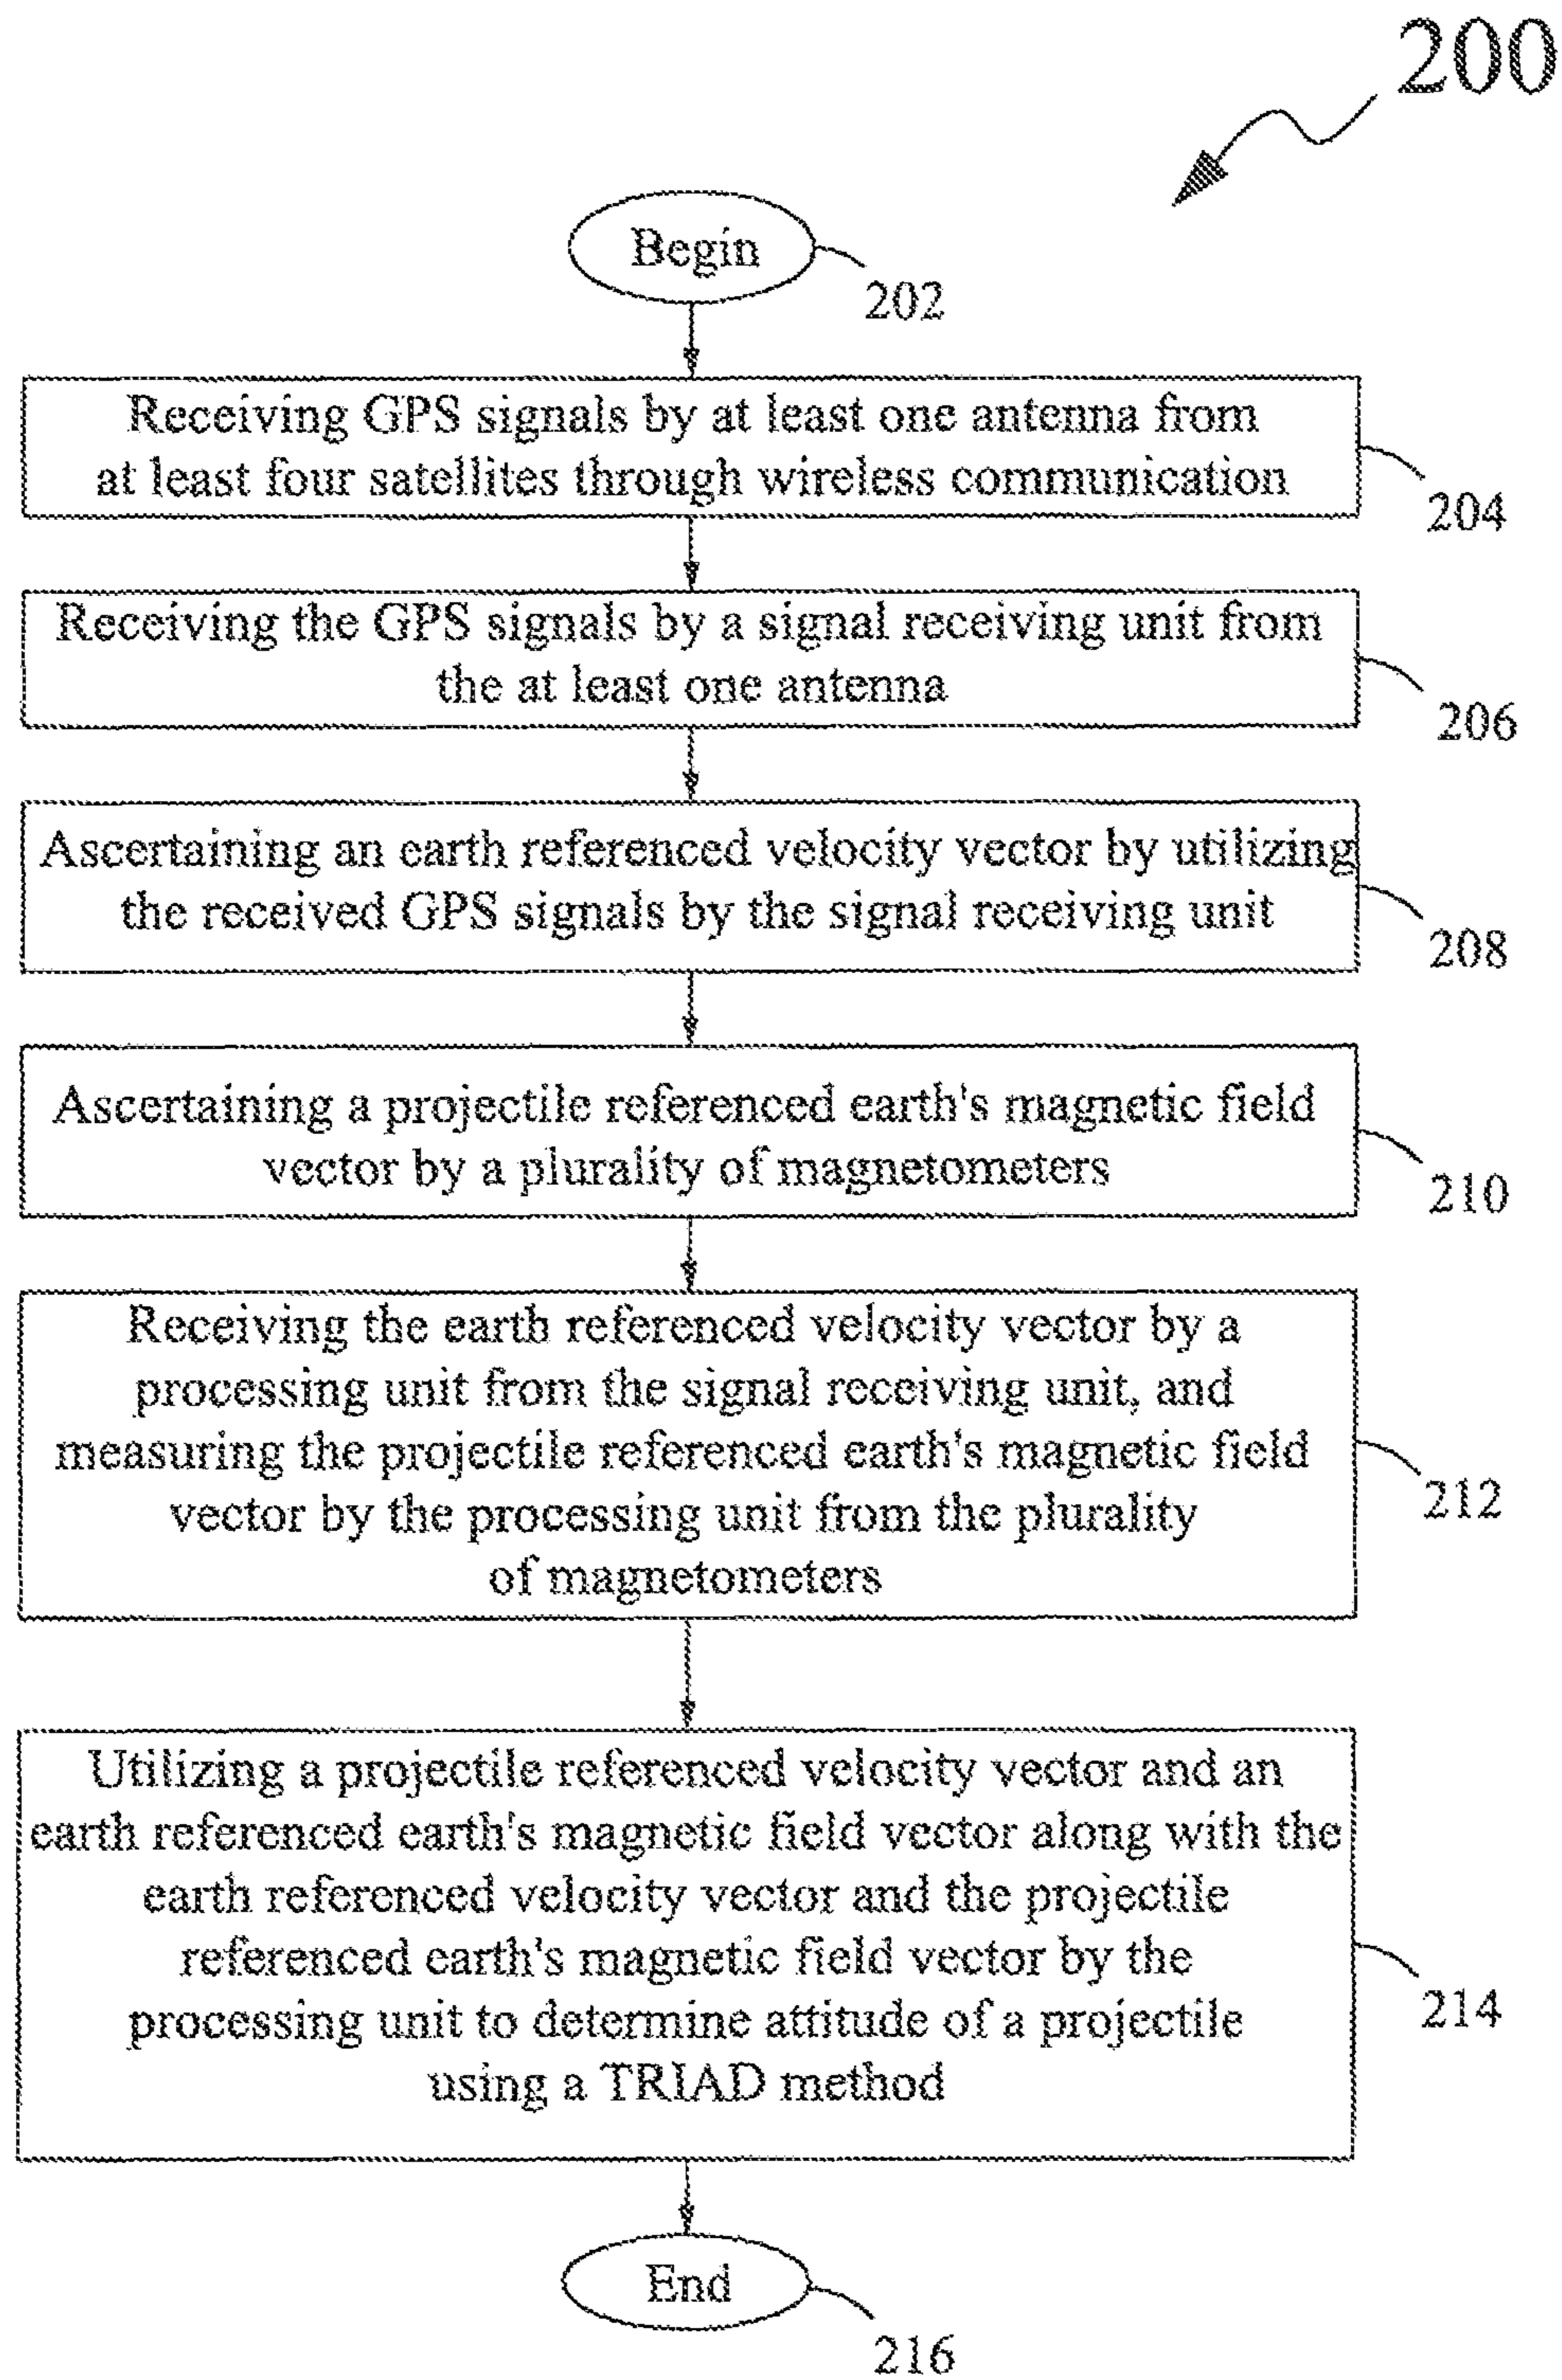 200
Begin
202
Receiving GPS signals by at least one antenna from
at least four satellites through wireless communication
204
Receiving the GPS signals by a signal receiving unit from
the at least one antenna
206
Ascertaining an earth referenced velocity vector by utilizing
the received GPS signals by the signal receiving unit
208
Ascertaining a projectile referenced earth's magnetic field
vector by a plurality of magnetometers
210
Receiving the earth referenced velocity vector by a
processing unit from the signal receiving unit, and
measuring the projectile referenced earth's magnetic field
vector by the processing unit from the plurality
of magnetometers
212
Utilizing a projectile referenced velocity vector and an
earth referenced earth's magnetic field vector along with the
earth referenced velocity vector and the projectile
referenced earth's magnetic field vector by the
processing unit to determine attitude of a projectile
using a TRIAD method
214
End
216